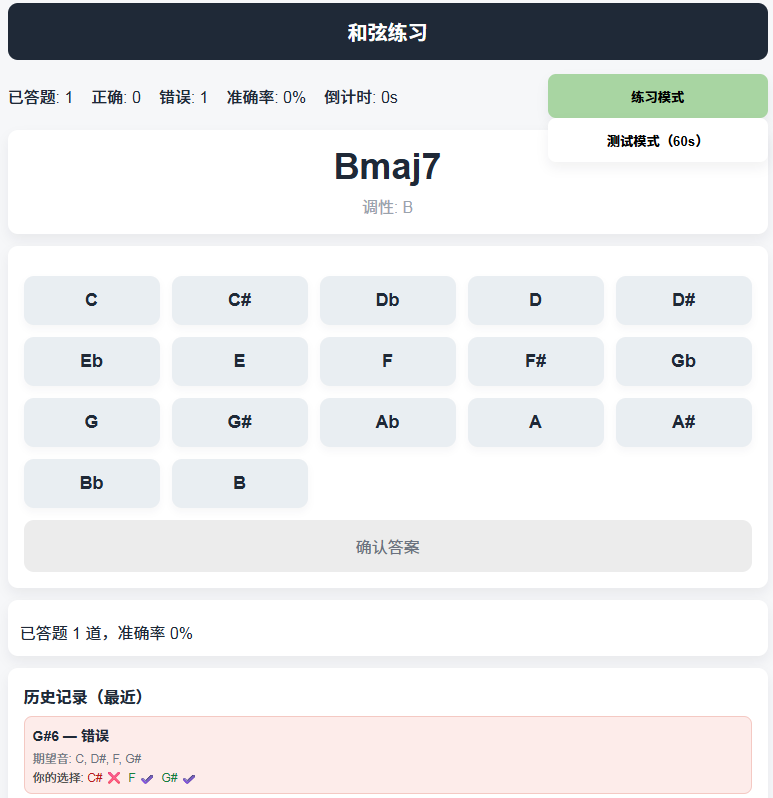 和弦练习
已答题: 1 正确: 0 错误: 1 准确率: 0% 倒计时: 0s
练习模式
测试模式（60s）
Bmaj7
调性: B
C C# Db D D#
Eb E F F# Gb
G G# Ab A A#
Bb B
确认答案
已答题 1 道，准确率 0%
历史记录（最近）
G#6 — 错误
期望音: C, D#, F, G#
你的选择: C# ❌ F ✔ G# ✔